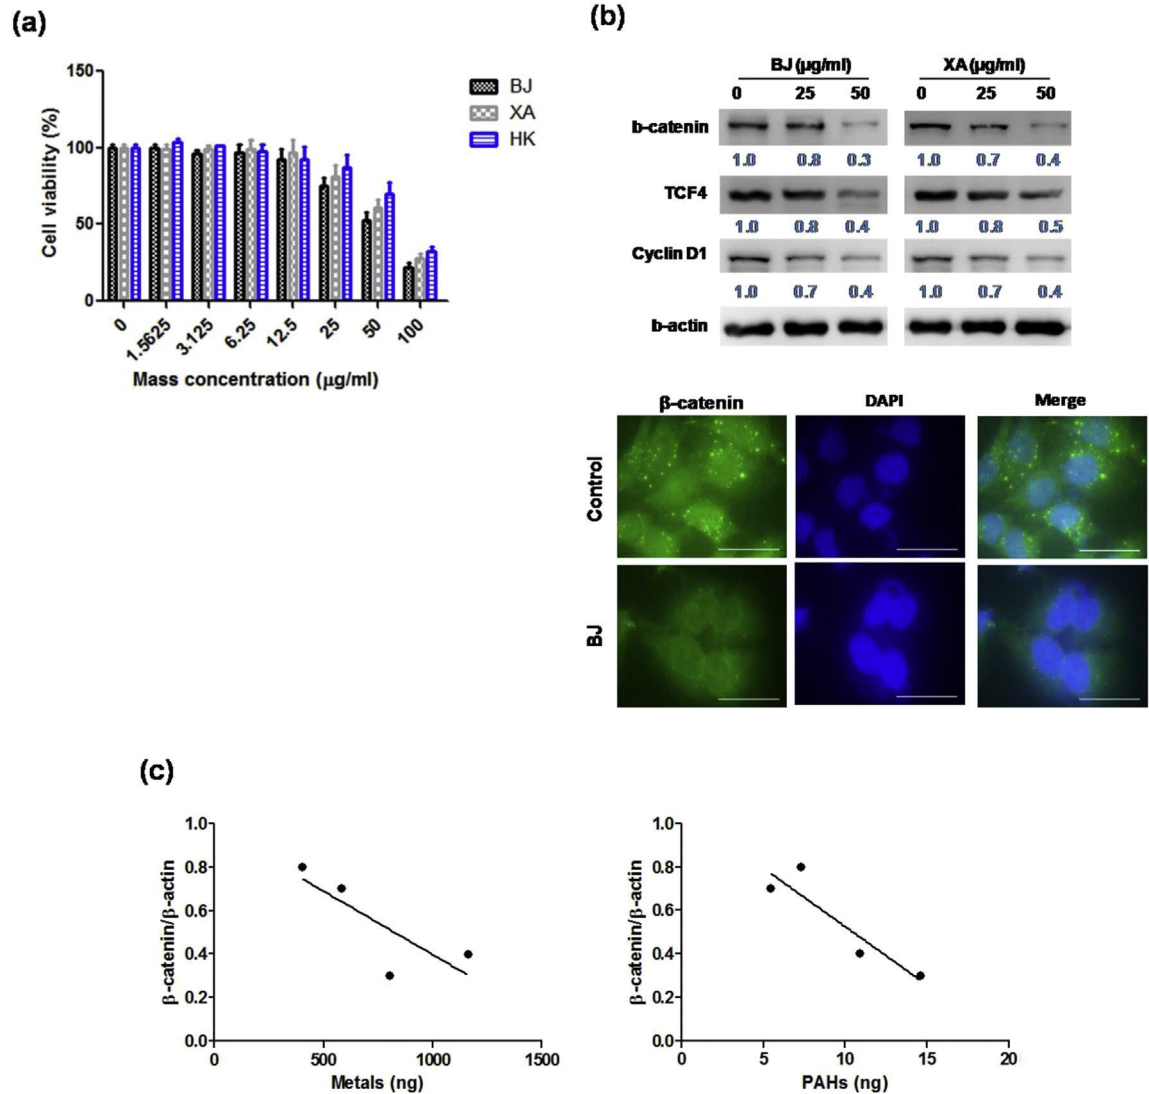 (a)
150
100
50
0
Cell viability (%)
BJ
XA
HK
0 1.5625 3.125 6.25 12.5 25 50 100
Mass concentration (μg/ml)
(b)
BJ (μg/ml) XA (μg/ml)
0 25 50 0 25 50
b-catenin
1.0 0.8 0.3 1.0 0.7 0.4
TCF4
1.0 0.8 0.4 1.0 0.8 0.5
Cyclin D1
1.0 0.7 0.4 1.0 0.7 0.4
b-actin
β-catenin DAPI Merge
Control
BJ
(c)
1.0
0.8
0.6
0.4
0.2
0.0
β-catenin/β-actin
0 500 1000 1500
Metals (ng)
1.0
0.8
0.6
0.4
0.2
0.0
β-catenin/β-actin
0 5 10 15 20
PAHs (ng)